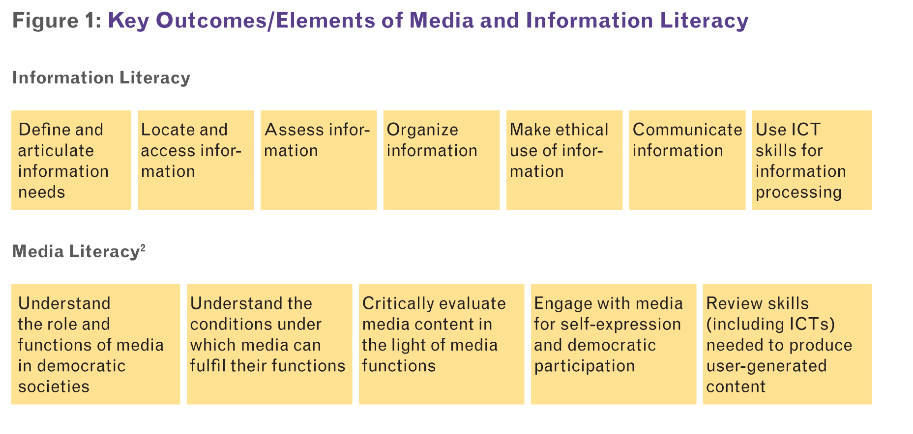 Figure 1: Key Outcomes/Elements of Media and Information Literacy
Information Literacy
Define and
articulate
information
needs
Locate and
access infor-
mation
Assess infor-
mation
Organize
information
Make ethical
use of infor-
mation
Communicate
information
Use ICT
skills for
information
processing
Media Literacy²
Understand
the role and
functions of media
in democratic
societies
Understand the
conditions under
which media can
fulfil their functions
Critically evaluate
media content in
the light of media
functions
Engage with media
for self-expression
and democratic
participation
Review skills
(including ICTs)
needed to produce
user-generated
content